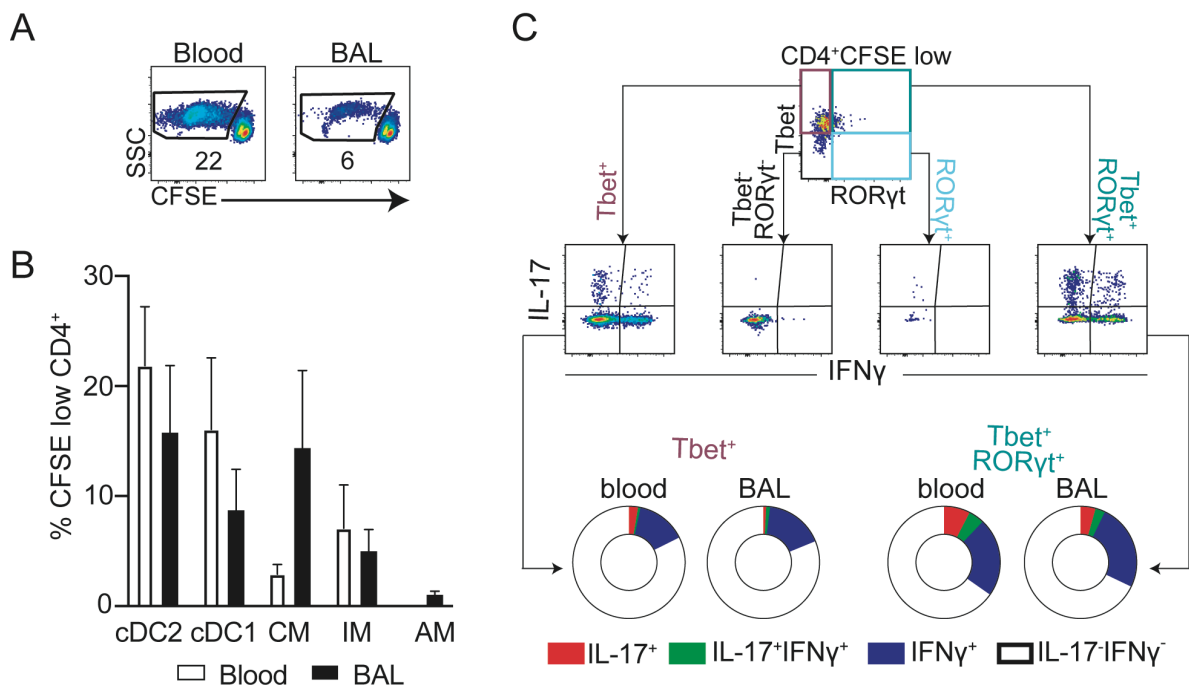 A
Blood
BAL
SSC
22
6
CFSE
B
% CFSE low CD4⁺
30
20
10
0
cDC2
cDC1
CM
IM
AM
Blood
BAL
C
CD4⁺CFSE low
Tbet
RORγt
Tbet⁺
Tbet⁻
RORγt⁻
RORγt⁺
Tbet⁺
RORγt⁺
IL-17
IFNγ
Tbet⁺
Tbet⁺
RORγt⁺
blood
BAL
blood
BAL
IL-17⁺
IL-17⁺IFNγ⁺
IFNγ⁺
IL-17⁻IFNγ⁻